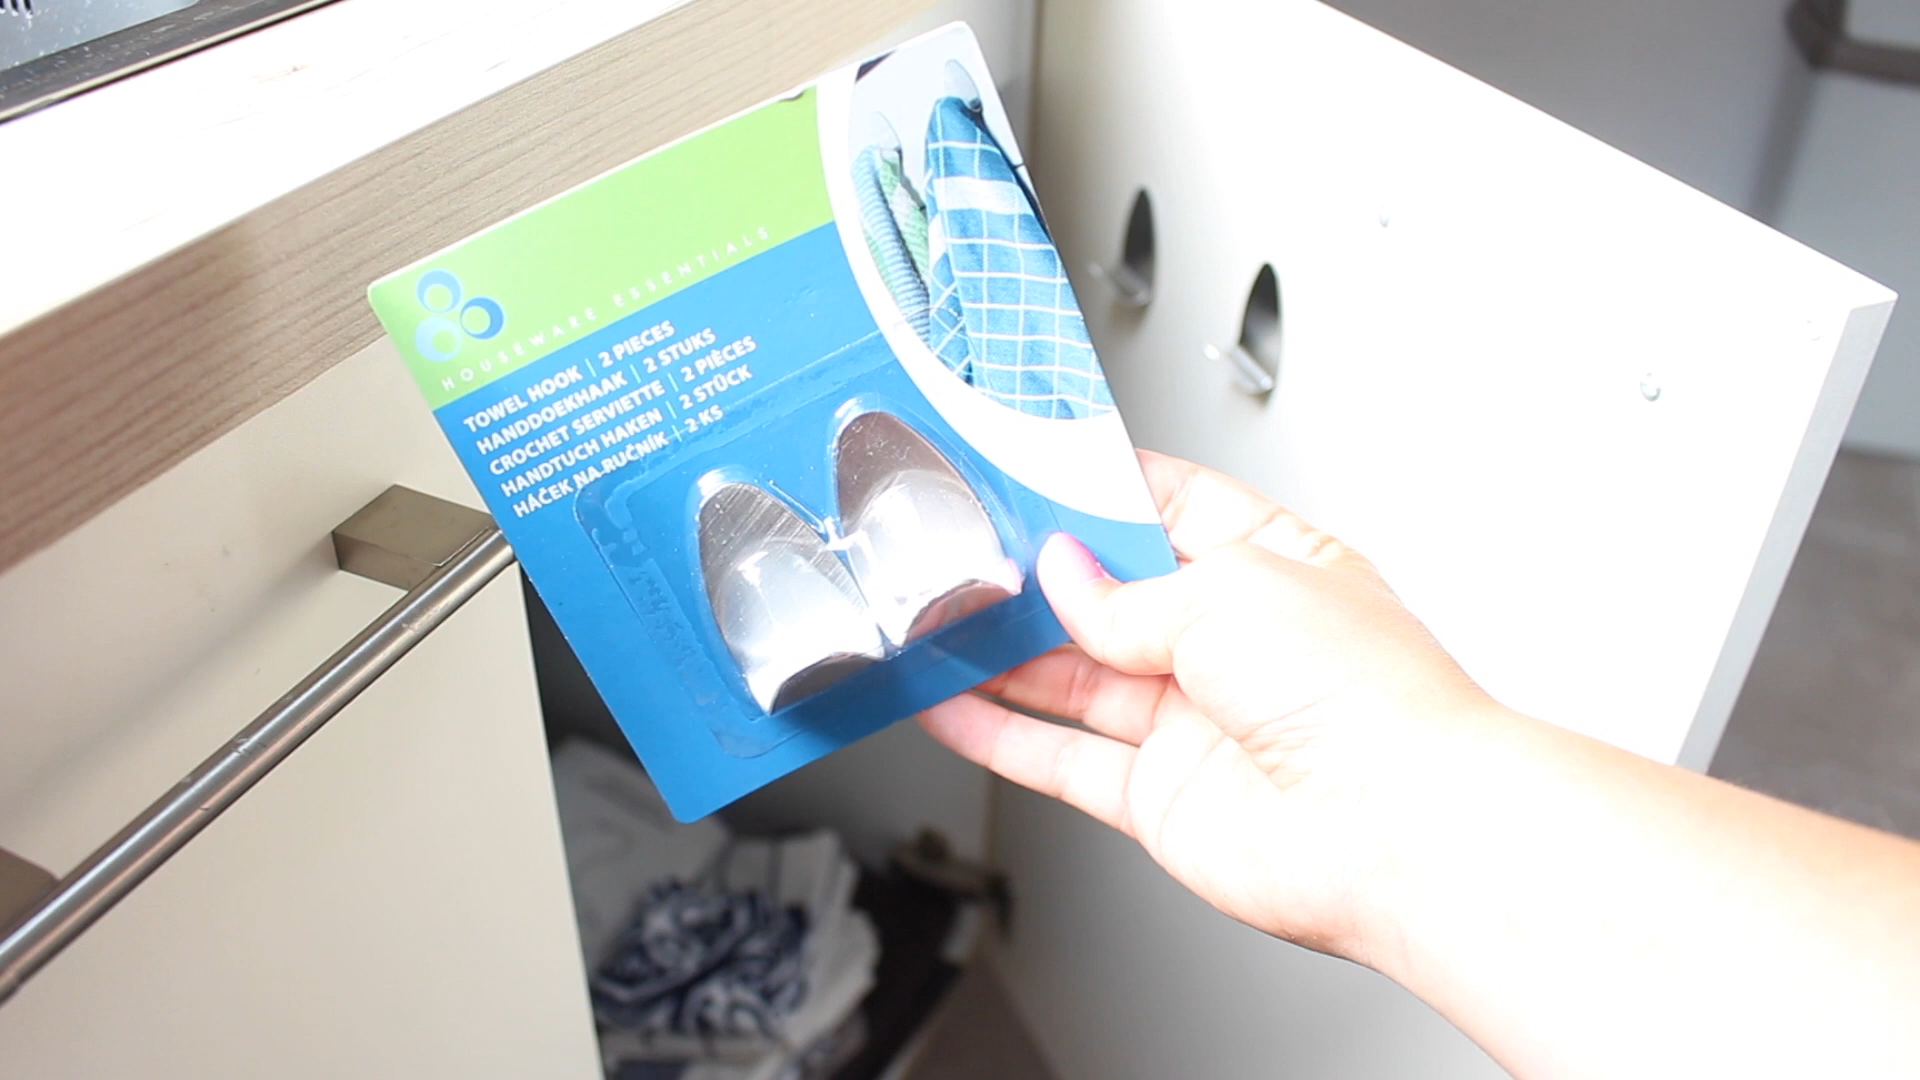 HOUSEWARE ESSENTIALS
TOWEL HOOK | 2 PIECES
HANDDOEKHAAK | 2 STUKS
CROCHET SERVIETTE | 2 PIÈCES
HANDTUCH HAKEN | 2 STÜCK
HÁČEK NA RUČNÍK | 2 KS